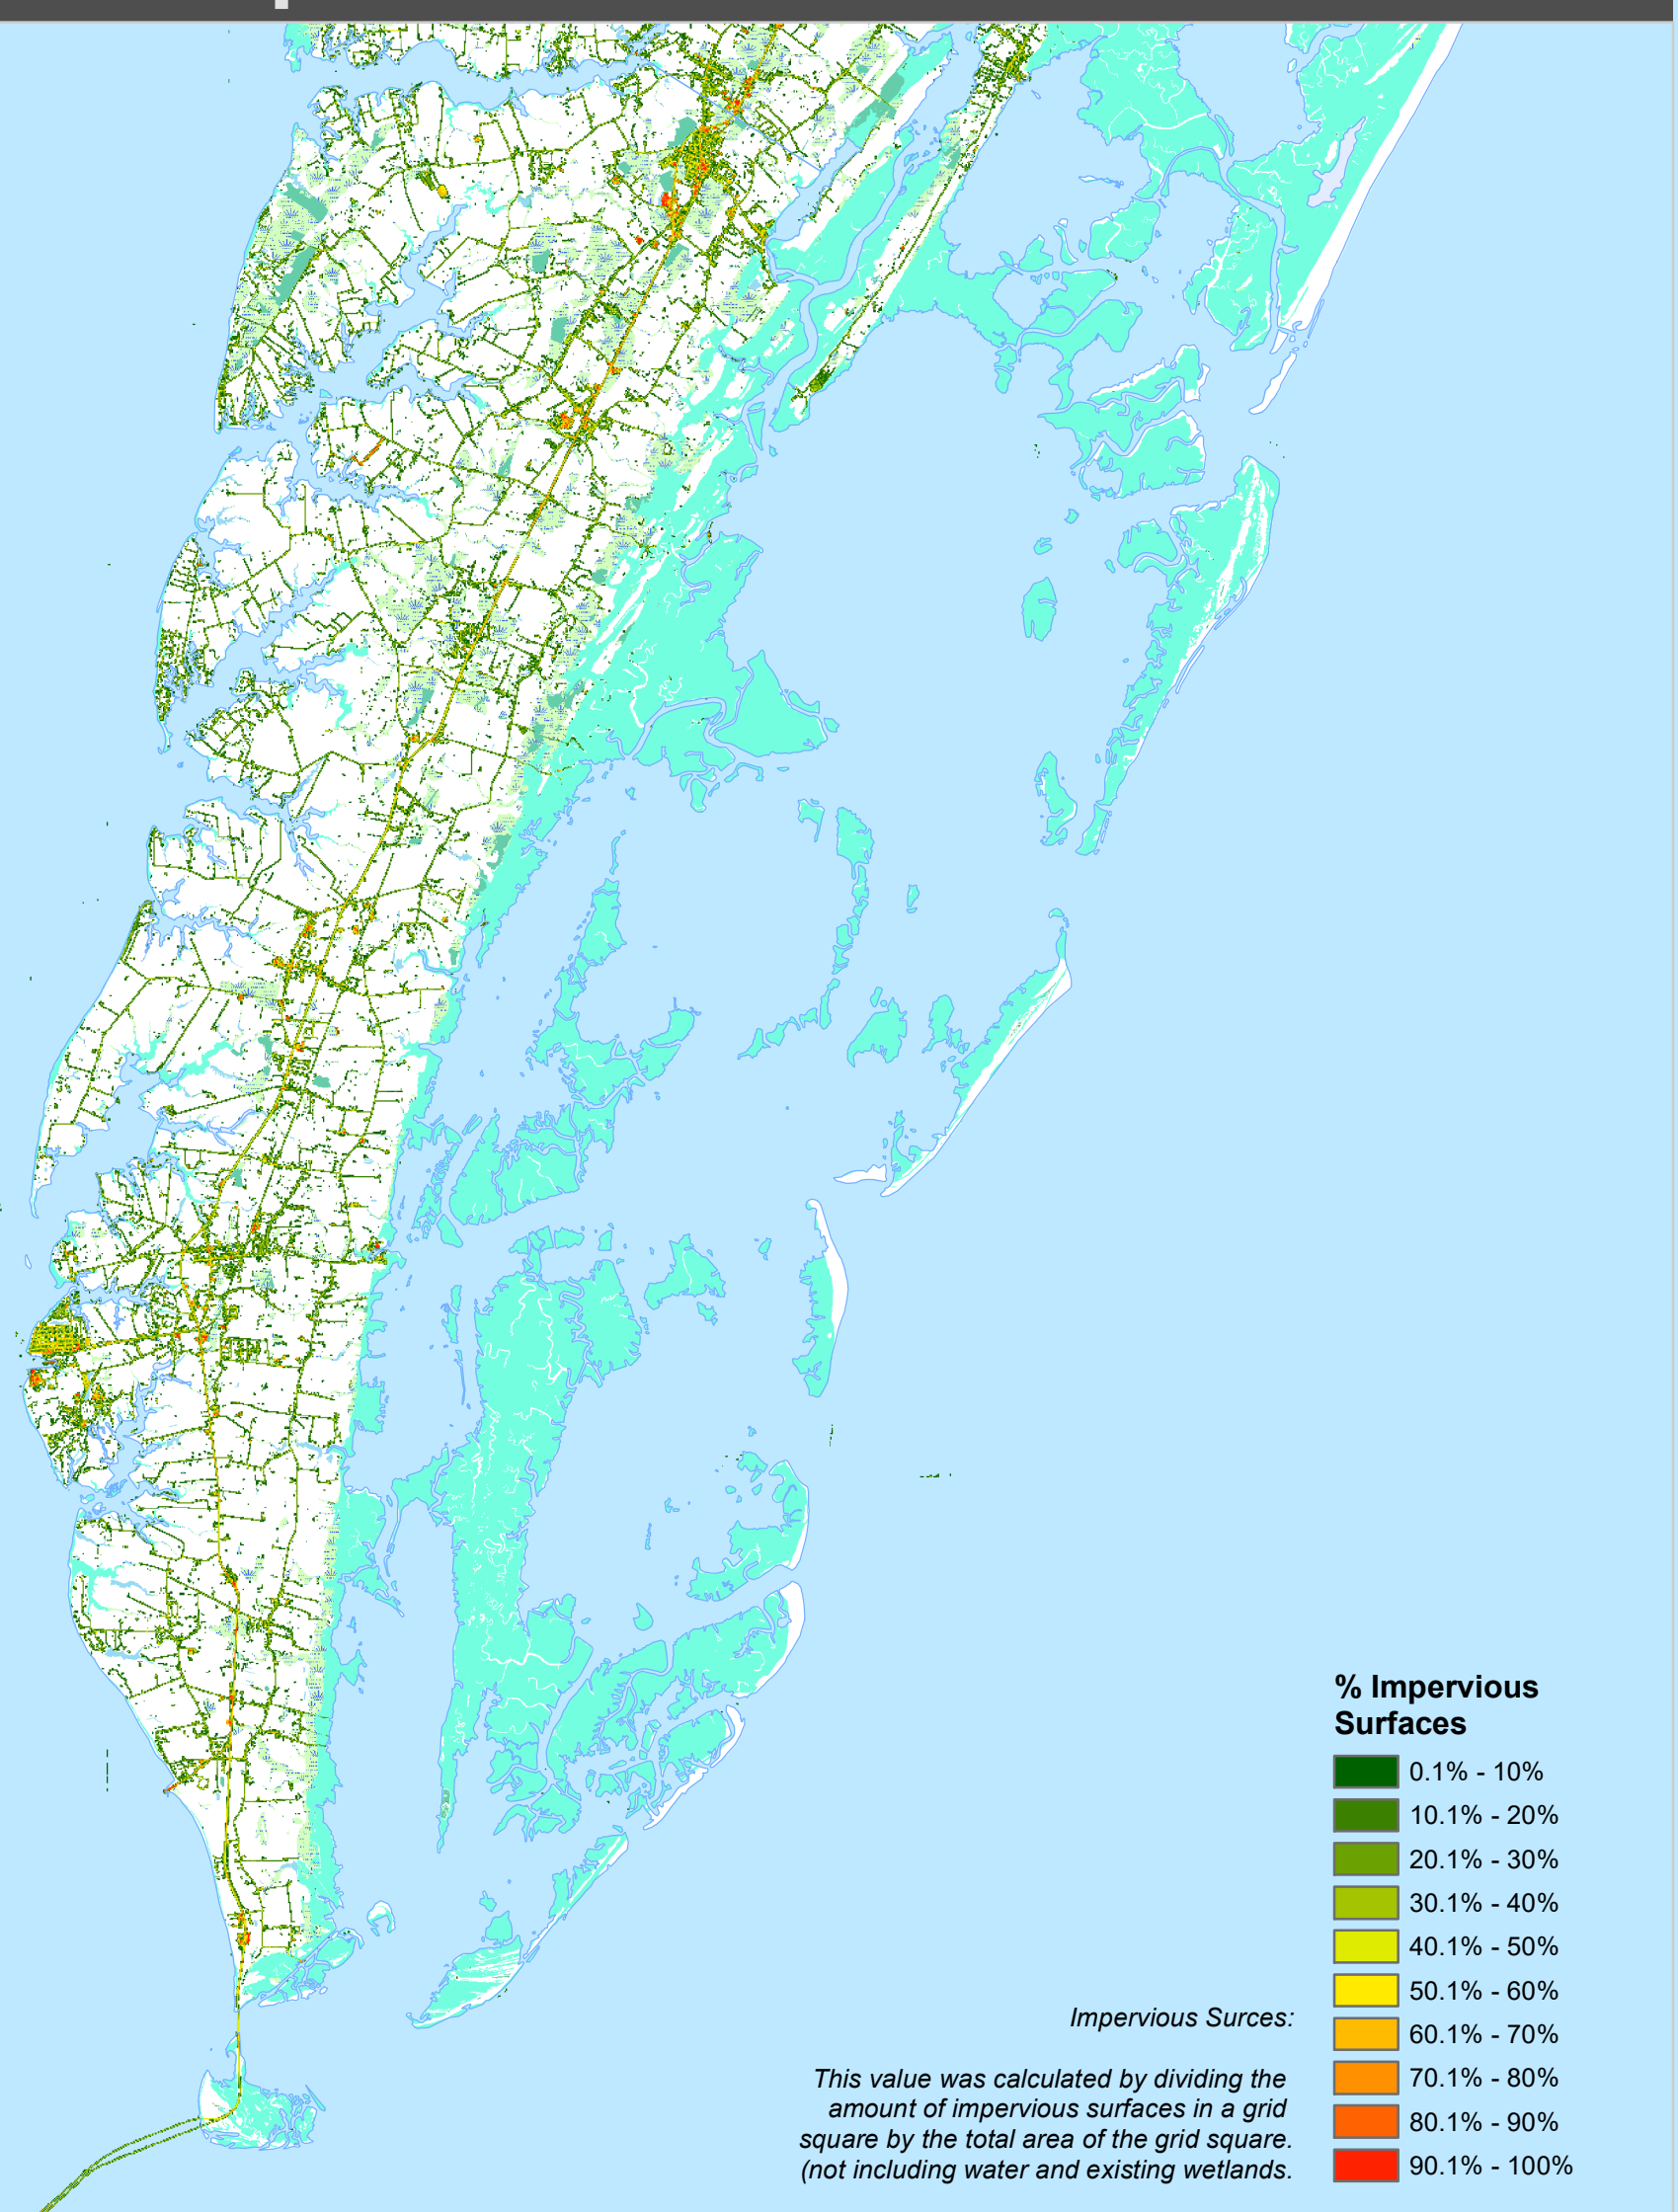 % Impervious
Surfaces
0.1% - 10%
10.1% - 20%
20.1% - 30%
30.1% - 40%
40.1% - 50%
50.1% - 60%
60.1% - 70%
70.1% - 80%
80.1% - 90%
90.1% - 100%
Impervious Surces:
This value was calculated by dividing the
amount of impervious surfaces in a grid
square by the total area of the grid square.
(not including water and existing wetlands.